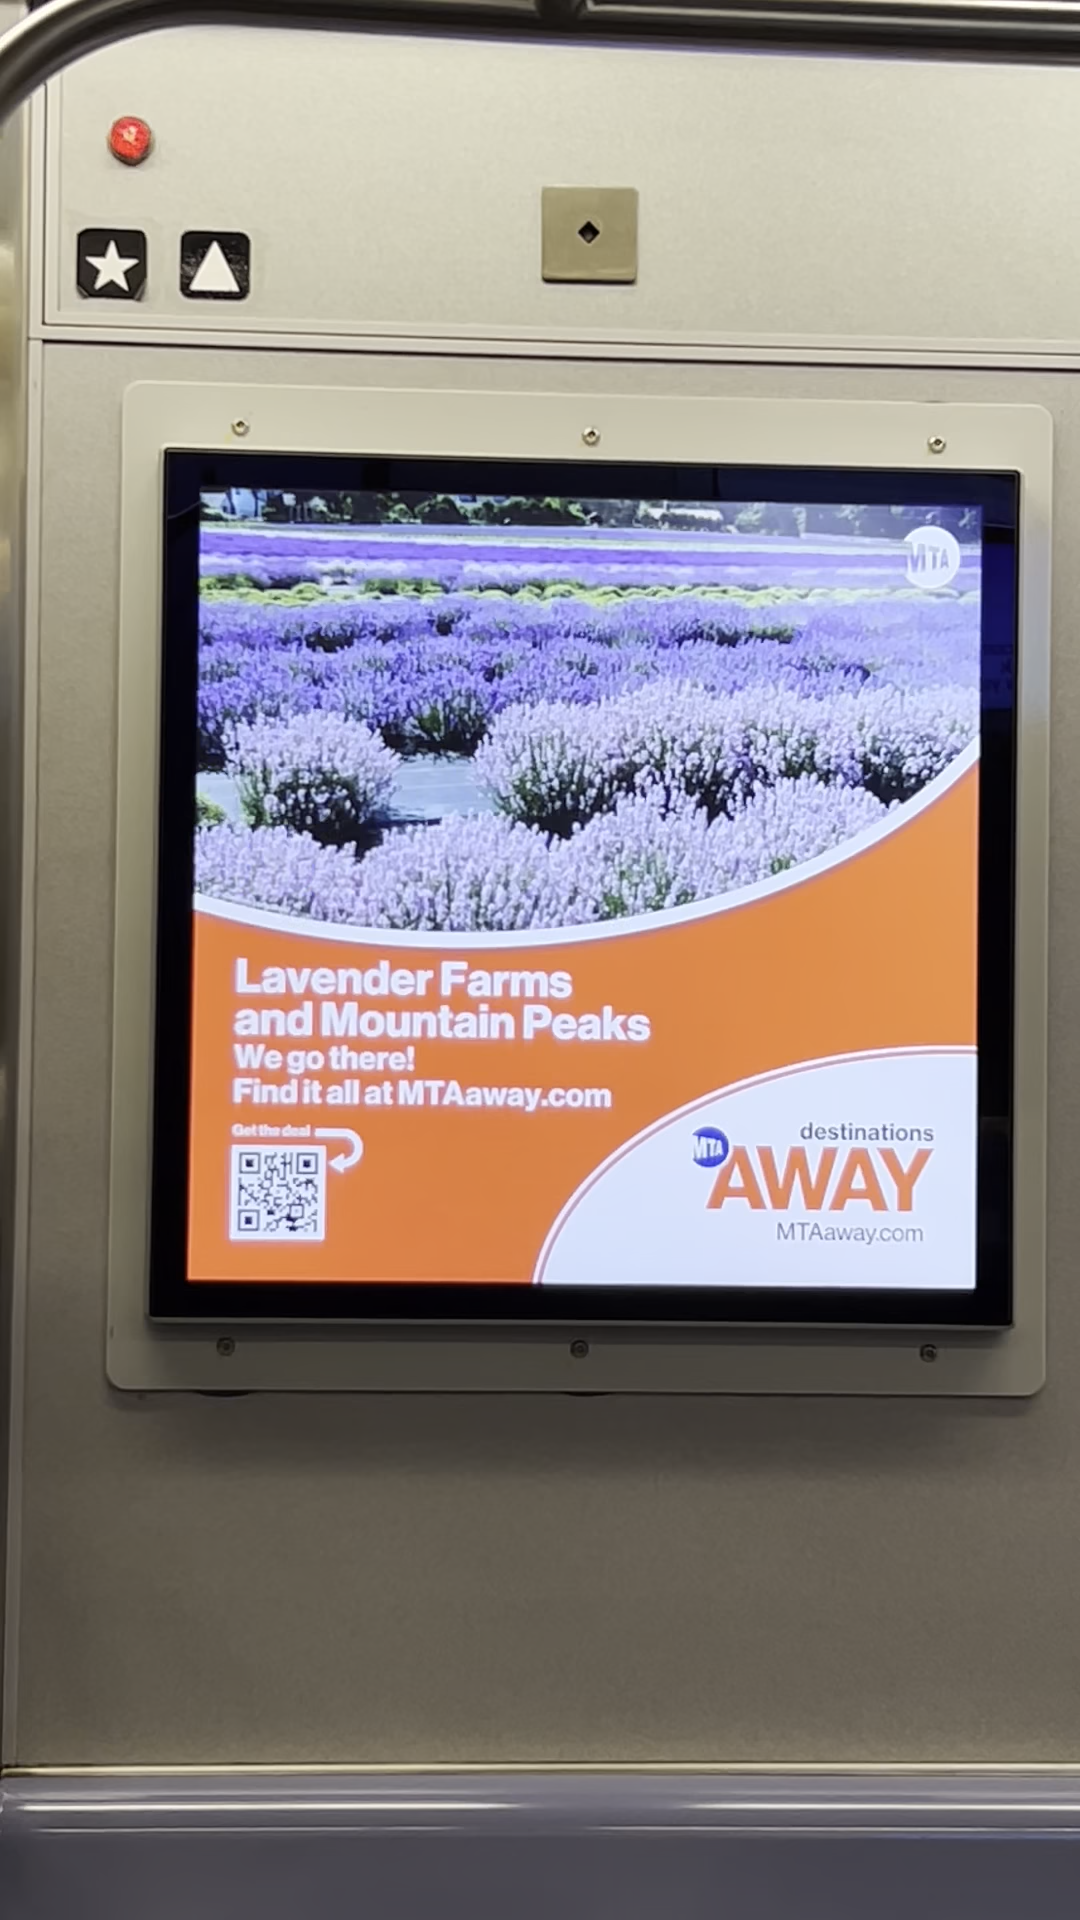 MTA
Lavender Farms
and Mountain Peaks
We go there!
Find it all at MTAaway.com
Get the deal
destinations
MTA AWAY
MTAaway.com